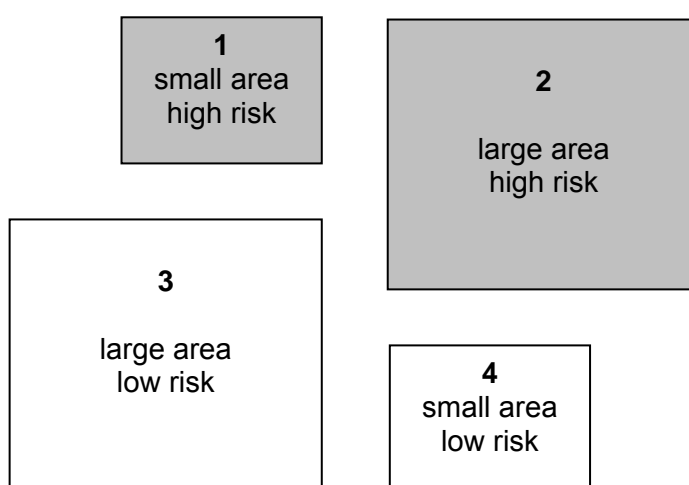 1
small area
high risk
2
large area
high risk
3
large area
low risk
4
small area
low risk